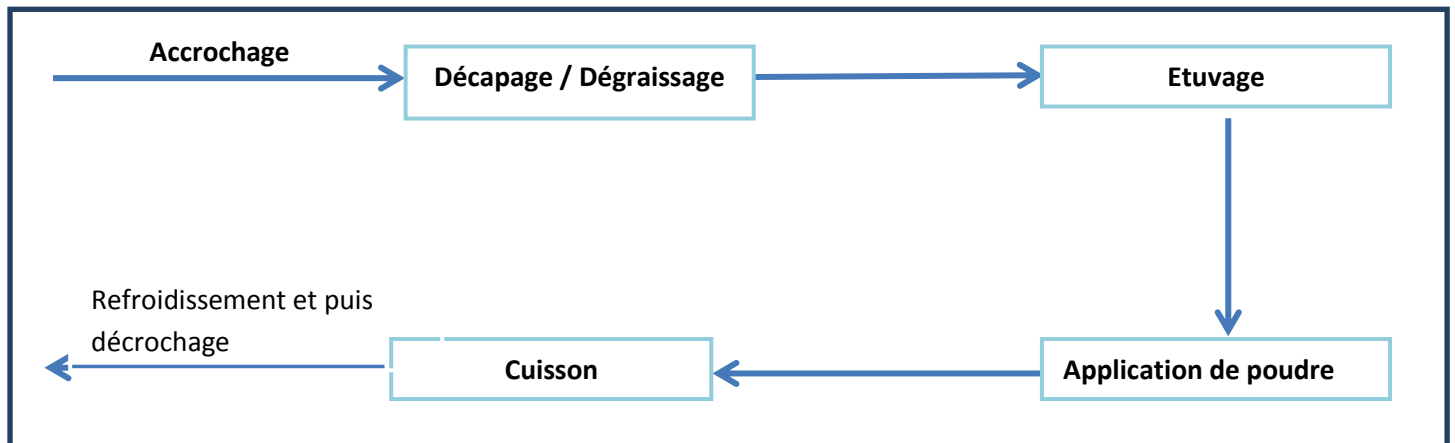 Accrochage
Décapage / Dégraissage
Etuvage
Refroidissement et puis
décrochage
Cuisson
Application de poudre